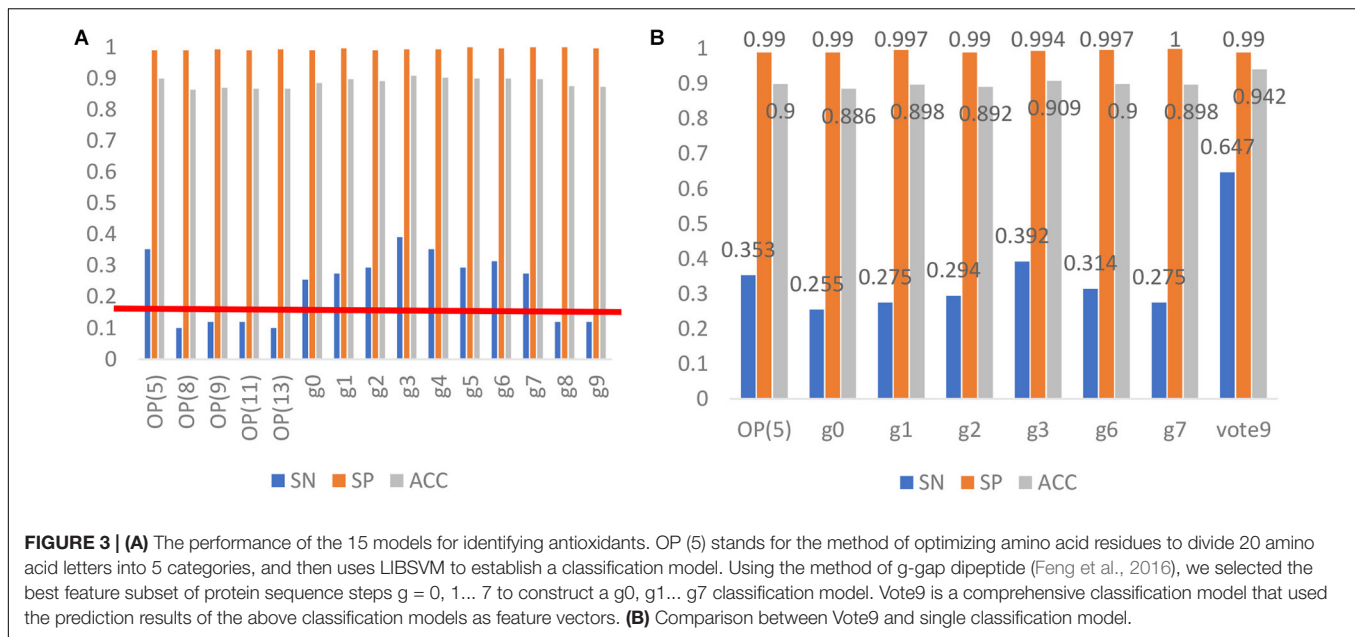 A
1
0.9
0.8
0.7
0.6
0.5
0.4
0.3
0.2
0.1
0
OP(5) OP(8) OP(9) OP(11) OP(13) g0 g1 g2 g3 g4 g5 g6 g7 g8 g9
SN SP ACC
B
1
0.9
0.8
0.7
0.6
0.5
0.4
0.3
0.2
0.1
0
0.99 0.99 0.997 0.99 0.994 0.997 1 0.99
0.9 0.886 0.898 0.892 0.909 0.9 0.898 0.942
0.353 0.255 0.275 0.294 0.392 0.314 0.275 0.647
OP(5) g0 g1 g2 g3 g6 g7 vote9
SN SP ACC
FIGURE 3 | (A) The performance of the 15 models for identifying antioxidants. OP (5) stands for the method of optimizing amino acid residues to divide 20 amino
acid letters into 5 categories, and then uses LIBSVM to establish a classification model. Using the method of g-gap dipeptide (Feng et al., 2016), we selected the
best feature subset of protein sequence steps g = 0, 1... 7 to construct a g0, g1... g7 classification model. Vote9 is a comprehensive classification model that used
the prediction results of the above classification models as feature vectors. (B) Comparison between Vote9 and single classification model.